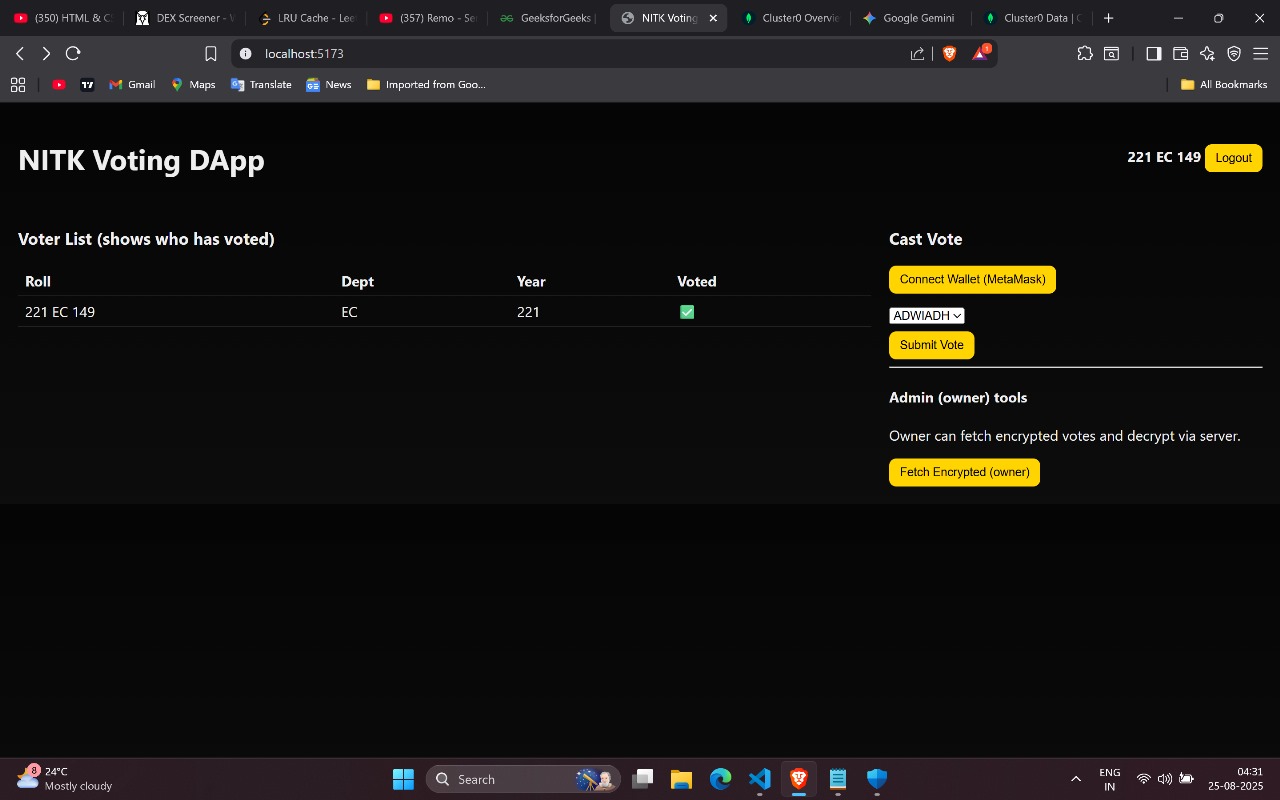 (350) HTML & C
DEX Screener - 
LRU Cache - Lee
(357) Remo - Se
GeeksforGeeks
NITK Voting
Cluster0 Overvie
Google Gemini
Cluster0 Data |
localhost:5173
1
Gmail
Maps
Translate
News
Imported from Goo...
All Bookmarks
NITK Voting DApp
221 EC 149 Logout
Voter List (shows who has voted)
Roll Dept Year Voted
221 EC 149 EC 221
Cast Vote
Connect Wallet (MetaMask)
ADWIADH
Submit Vote
Admin (owner) tools
Owner can fetch encrypted votes and decrypt via server.
Fetch Encrypted (owner)
8
24°C
Mostly cloudy
Search
ENG
IN
04:31
25-08-2025